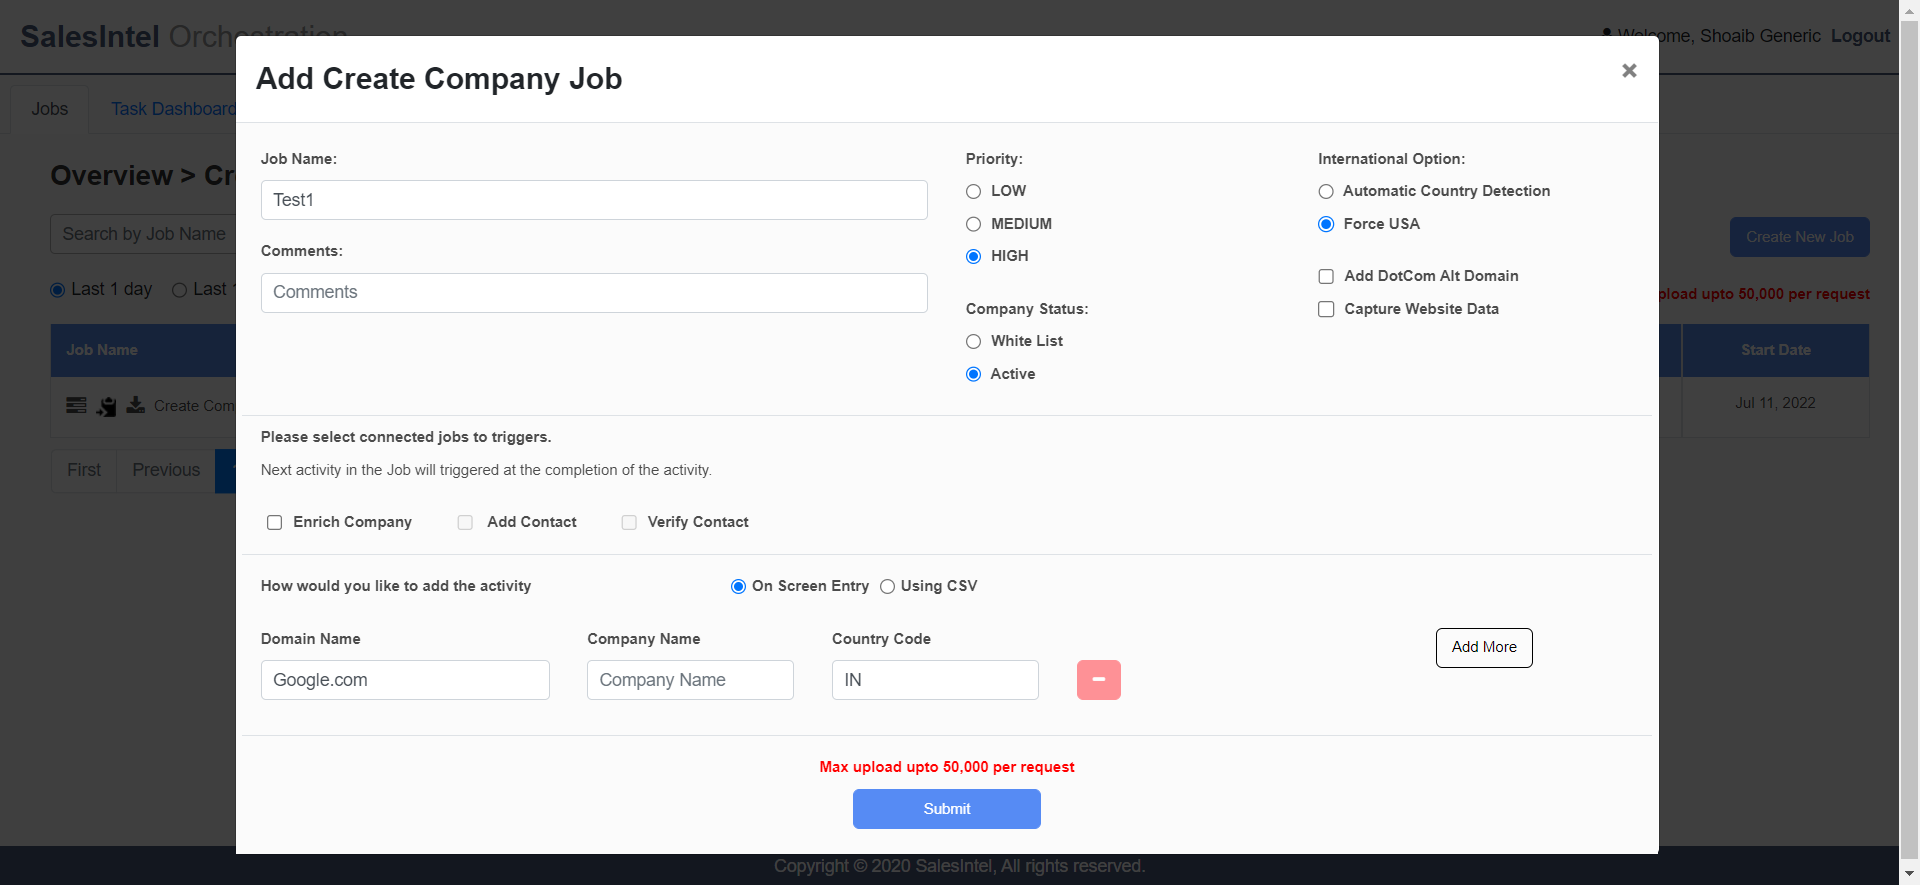 SalesIntel Orchestration
Welcome, Shoaib Generic Logout
Add Create Company Job
Jobs
Task Dashboard
Overview > Cr
Job Name:
Test1
Comments:
Comments
Priority:
LOW
MEDIUM
HIGH
Company Status:
White List
Active
International Option:
Automatic Country Detection
Force USA
Add DotCom Alt Domain
Capture Website Data
Search by Job Name
Create New Job
Last 1 day
Last
pload upto 50,000 per request
Job Name
Start Date
Create Com
Jul 11, 2022
First
Previous
Please select connected jobs to triggers.
Next activity in the Job will triggered at the completion of the activity.
Enrich Company
Add Contact
Verify Contact
How would you like to add the activity
On Screen Entry
Using CSV
Domain Name
Company Name
Country Code
Add More
Google.com
Company Name
IN
Max upload upto 50,000 per request
Submit
Copyright © 2020 SalesIntel, All rights reserved.